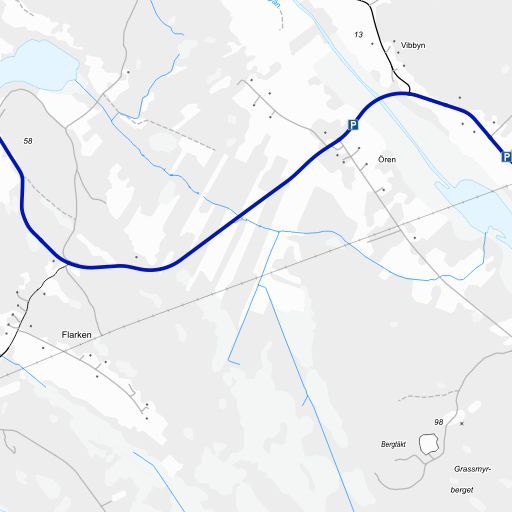 13
Vibbyn
P
58
Ören
P
Flarken
98
Bergtäkt
Grassmyr-
berget